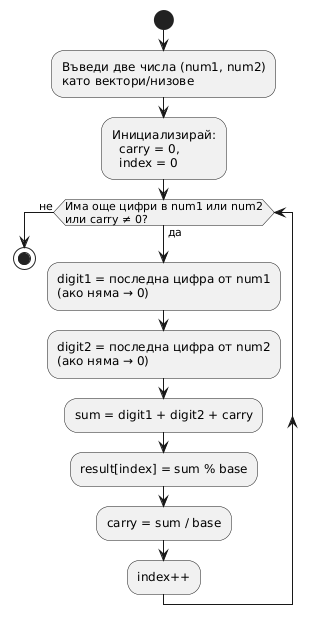 Въведи две числа (num1, num2)
като вектори/низове
Инициализирай:
carry = 0,
index = 0
не
Има още цифри в num1 или num2
или carry ≠ 0?
да
digit1 = последна цифра от num1
(ако няма → 0)
digit2 = последна цифра от num2
(ако няма → 0)
sum = digit1 + digit2 + carry
result[index] = sum % base
carry = sum / base
index++